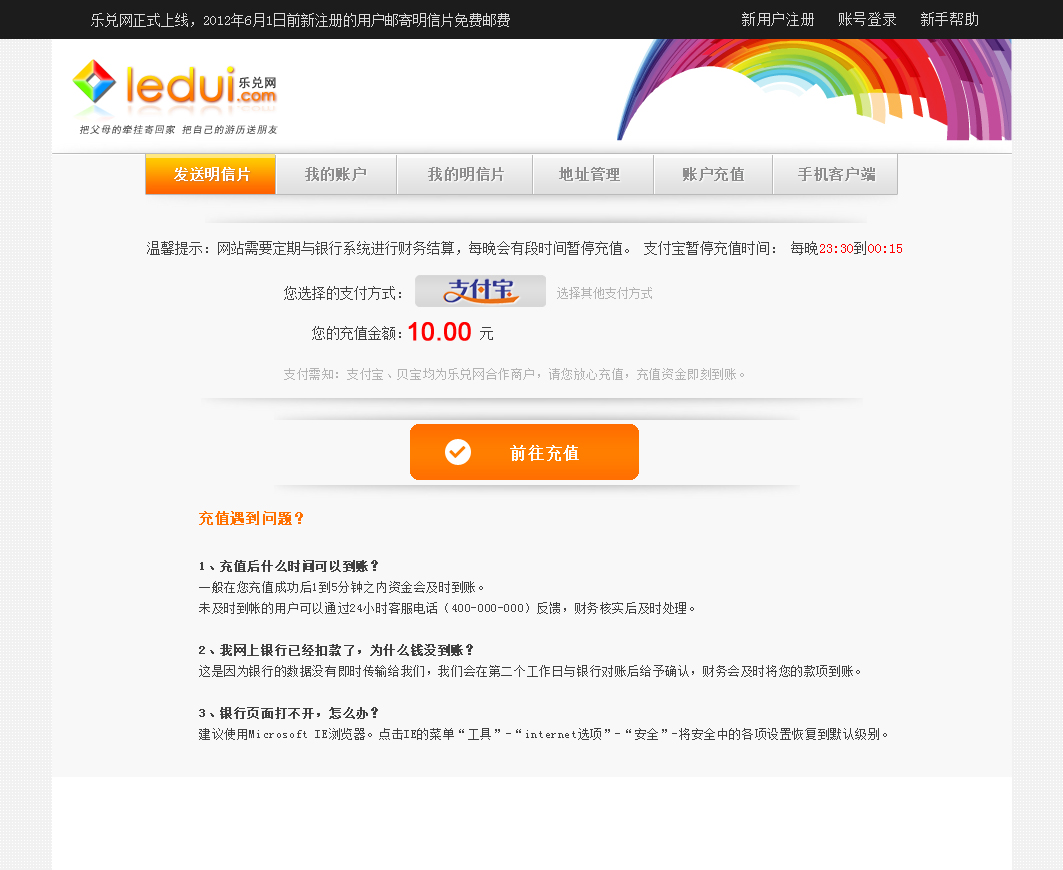 乐兑网正式上线，2012年6月1日前新注册的用户邮寄明信片免费邮费
新用户注册 账号登录 新手帮助
ledui.com 乐兑网
把父母的牵挂寄回家 把自己的游历送朋友
发送明信片 我的账户 我的明信片 地址管理 账户充值 手机客户端
温馨提示：网站需要定期与银行系统进行财务结算，每晚会有段时间暂停充值。 支付宝暂停充值时间： 每晚23:30到00:15
您选择的支付方式： 支付宝 选择其他支付方式
您的充值金额：10.00 元
支付需知：支付宝、贝宝均为乐兑网合作商户，请您放心充值，充值资金即刻到账。
前往充值
充值遇到问题？
1、充值后什么时间可以到账？
一般在您充值成功后1到5分钟之内资金会及时到账。
未及时到帐的用户可以通过24小时客服电话（400-000-000）反馈，财务核实后及时处理。
2、我网上银行已经扣款了，为什么钱没到账？
这是因为银行的数据没有即时传输给我们，我们会在第二个工作日与银行对账后给予确认，财务会及时将您的款项到账。
3、银行页面打不开，怎么办？
建议使用Microsoft IE浏览器。点击IE的菜单“工具”-“internet选项”-“安全”-将安全中的各项设置恢复到默认级别。